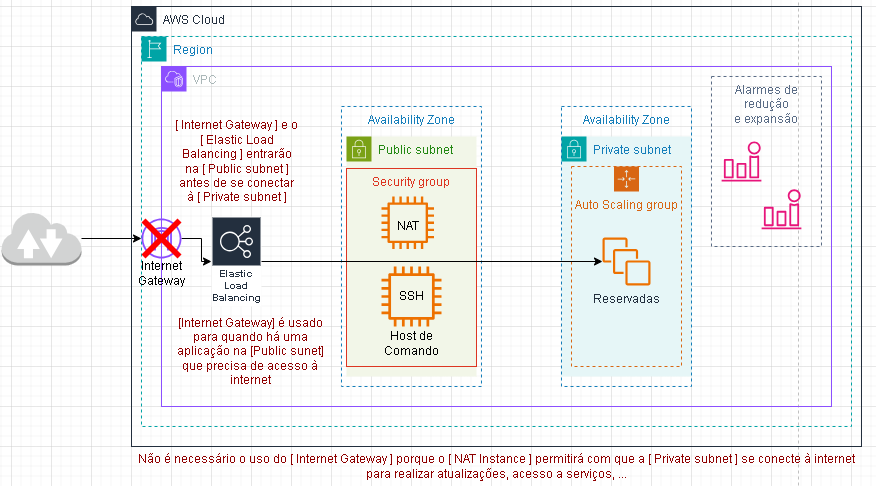 AWS Cloud
Region
VPC
[ Internet Gateway ] e o
[ Elastic Load
Balancing ] entrarão
na [ Public subnet ]
antes de se conectar
à [ Private subnet ]
Internet
Gateway
Elastic
Load
Balancing
[Internet Gateway] é usado
para quando há uma
aplicação na [Public sunet]
que precisa de acesso à
internet
Availability Zone
Public subnet
Security group
NAT
SSH
Host de
Comando
Availability Zone
Private subnet
Auto Scaling group
Reservadas
Alarmes de
redução
e expansão
Não é necessário o uso do [ Internet Gateway ] porque o [ NAT Instance ] permitirá com que a [ Private subnet ] se conecte à internet
para realizar atualizações, acesso a serviços, ...